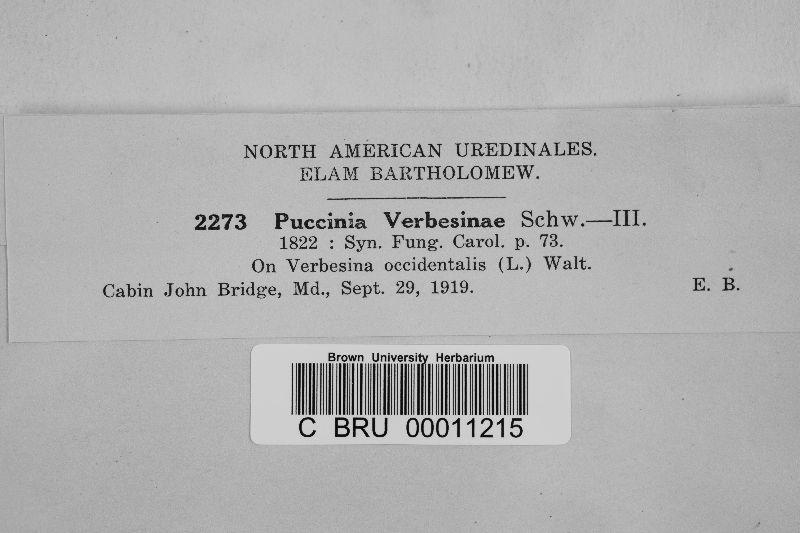 NORTH AMERICAN UREDINALES.
ELAM BARTHOLOMEW.
2273 Puccinia Verbesinae Schw.—III.
1822 : Syn. Fung. Carol. p. 73.
On Verbesina occidentalis (L.) Walt.
Cabin John Bridge, Md., Sept. 29, 1919. E. B.
Brown University Herbarium
C BRU 00011215